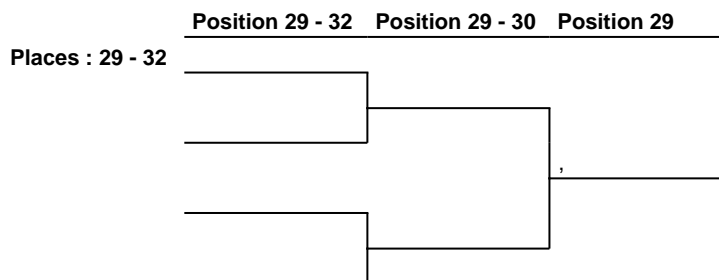 Position 29 - 32 Position 29 - 30 Position 29
Places : 29 - 32
,